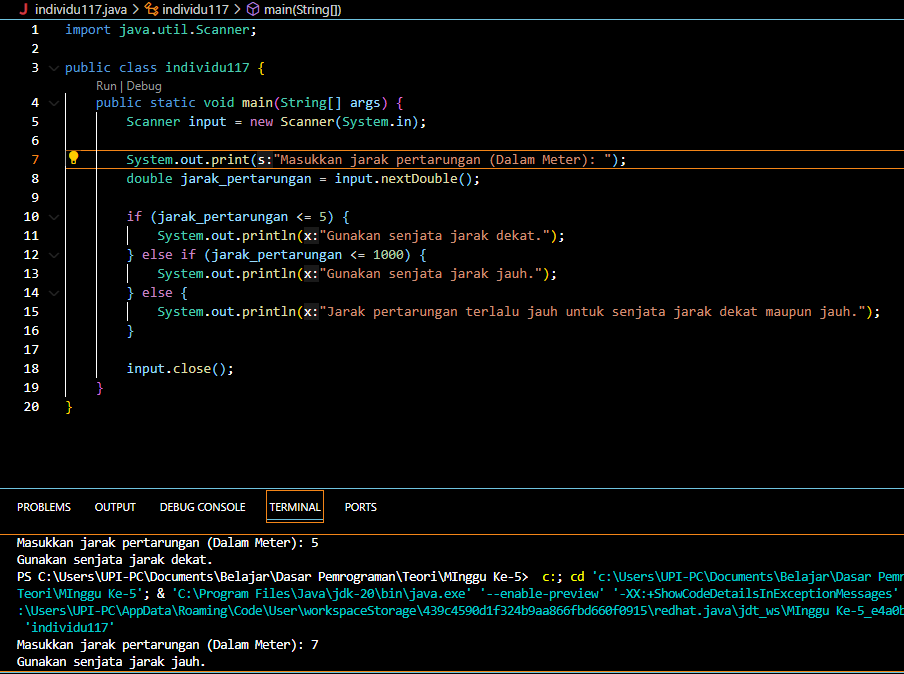 individu117.java > individu117 > main(String[])
1 import java.util.Scanner;
2
3 public class individu117 {
Run | Debug
4 public static void main(String[] args) {
5 Scanner input = new Scanner(System.in);
6
7 System.out.print(s:"Masukkan jarak pertarungan (Dalam Meter): ");
8 double jarak_pertarungan = input.nextDouble();
9
10 if (jarak_pertarungan <= 5) {
11 System.out.println(x:"Gunakan senjata jarak dekat.");
12 } else if (jarak_pertarungan <= 1000) {
13 System.out.println(x:"Gunakan senjata jarak jauh.");
14 } else {
15 System.out.println(x:"Jarak pertarungan terlalu jauh untuk senjata jarak dekat maupun jauh.");
16 }
17
18 input.close();
19 }
20 }
PROBLEMS OUTPUT DEBUG CONSOLE TERMINAL PORTS
Masukkan jarak pertarungan (Dalam Meter): 5
Gunakan senjata jarak dekat.
PS C:\Users\UPI-PC\Documents\Belajar\Dasar Pemrograman\Teori\MInggu Ke-5> c:; cd 'c:\Users\UPI-PC\Documents\Belajar\Dasar Pemr
Teori\MInggu Ke-5'; & 'C:\Program Files\Java\jdk-20\bin\java.exe' '--enable-preview' '-XX:+ShowCodeDetailsInExceptionMessages'
:\Users\UPI-PC\AppData\Roaming\Code\User\workspaceStorage\439c4590d1f324b9aa866fbd660f0915\redhat.java\jdt_ws\MInggu Ke-5_e4a0b
'individu117'
Masukkan jarak pertarungan (Dalam Meter): 7
Gunakan senjata jarak jauh.